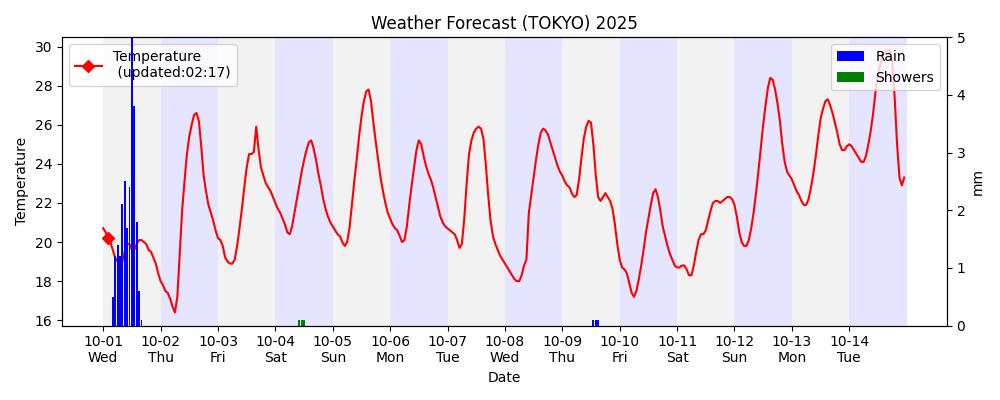 Weather Forecast (TOKYO) 2025
Temperature
(updated:02:17)
Rain
Showers
30
28
26
24
22
20
18
16
Temperature
5
4
3
2
1
0
mm
10-01 10-02 10-03 10-04 10-05 10-06 10-07 10-08 10-09 10-10 10-11 10-12 10-13 10-14
Wed Thu Fri Sat Sun Mon Tue Wed Thu Fri Sat Sun Mon Tue
Date